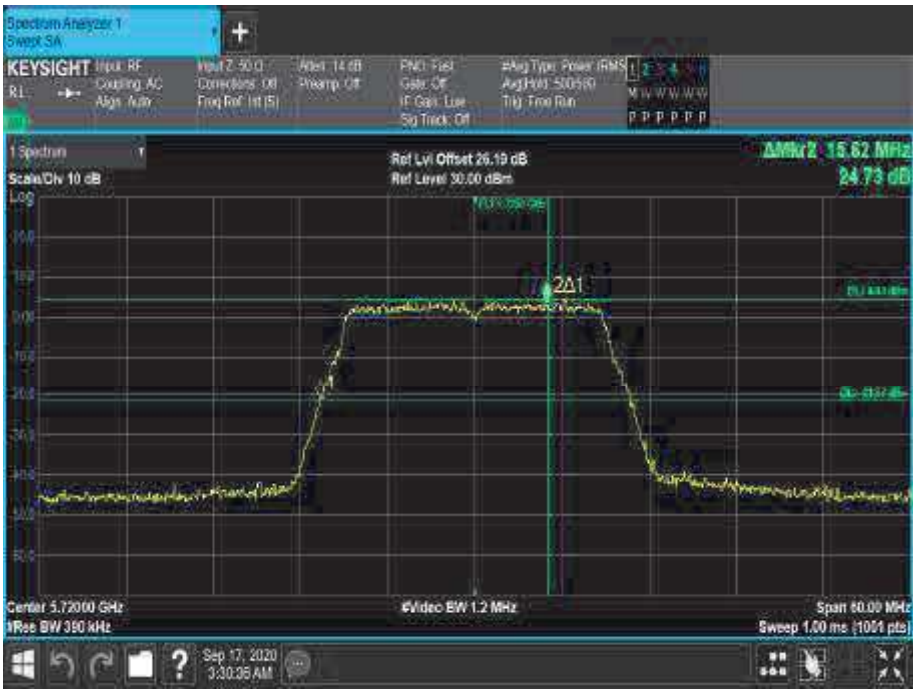 Spectrum Analyzer 1
Swept SA
KEYSIGHT Input: RF
Coupling: AC
Align: Auto
Input Z: 50 Ω
Corrections: Off
Freq Ref: Int (S)
Atten: 14 dB
Preamp: Off
PNO: Fast
Gate: Off
IF Gain: Low
Sig Track: Off
#Avg Type: Power (RMS
Avg|Hold: 500/500
Trig: Free Run
1 2 3 4 5 6
M W W W W W
P P P P P P
1 Spectrum
Scale/Div 10 dB
Log
Ref Lvl Offset 26.19 dB
Ref Level 30.00 dBm
ΔMkr2 15.62 MHz
24.73 dB
2Δ1
0.00
Center 5.72000 GHz
#Res BW 390 kHz
#Video BW 1.2 MHz
Span 60.00 MHz
Sweep 1.00 ms (1001 pts)
?
Sep 17, 2020
3:30:36 AM